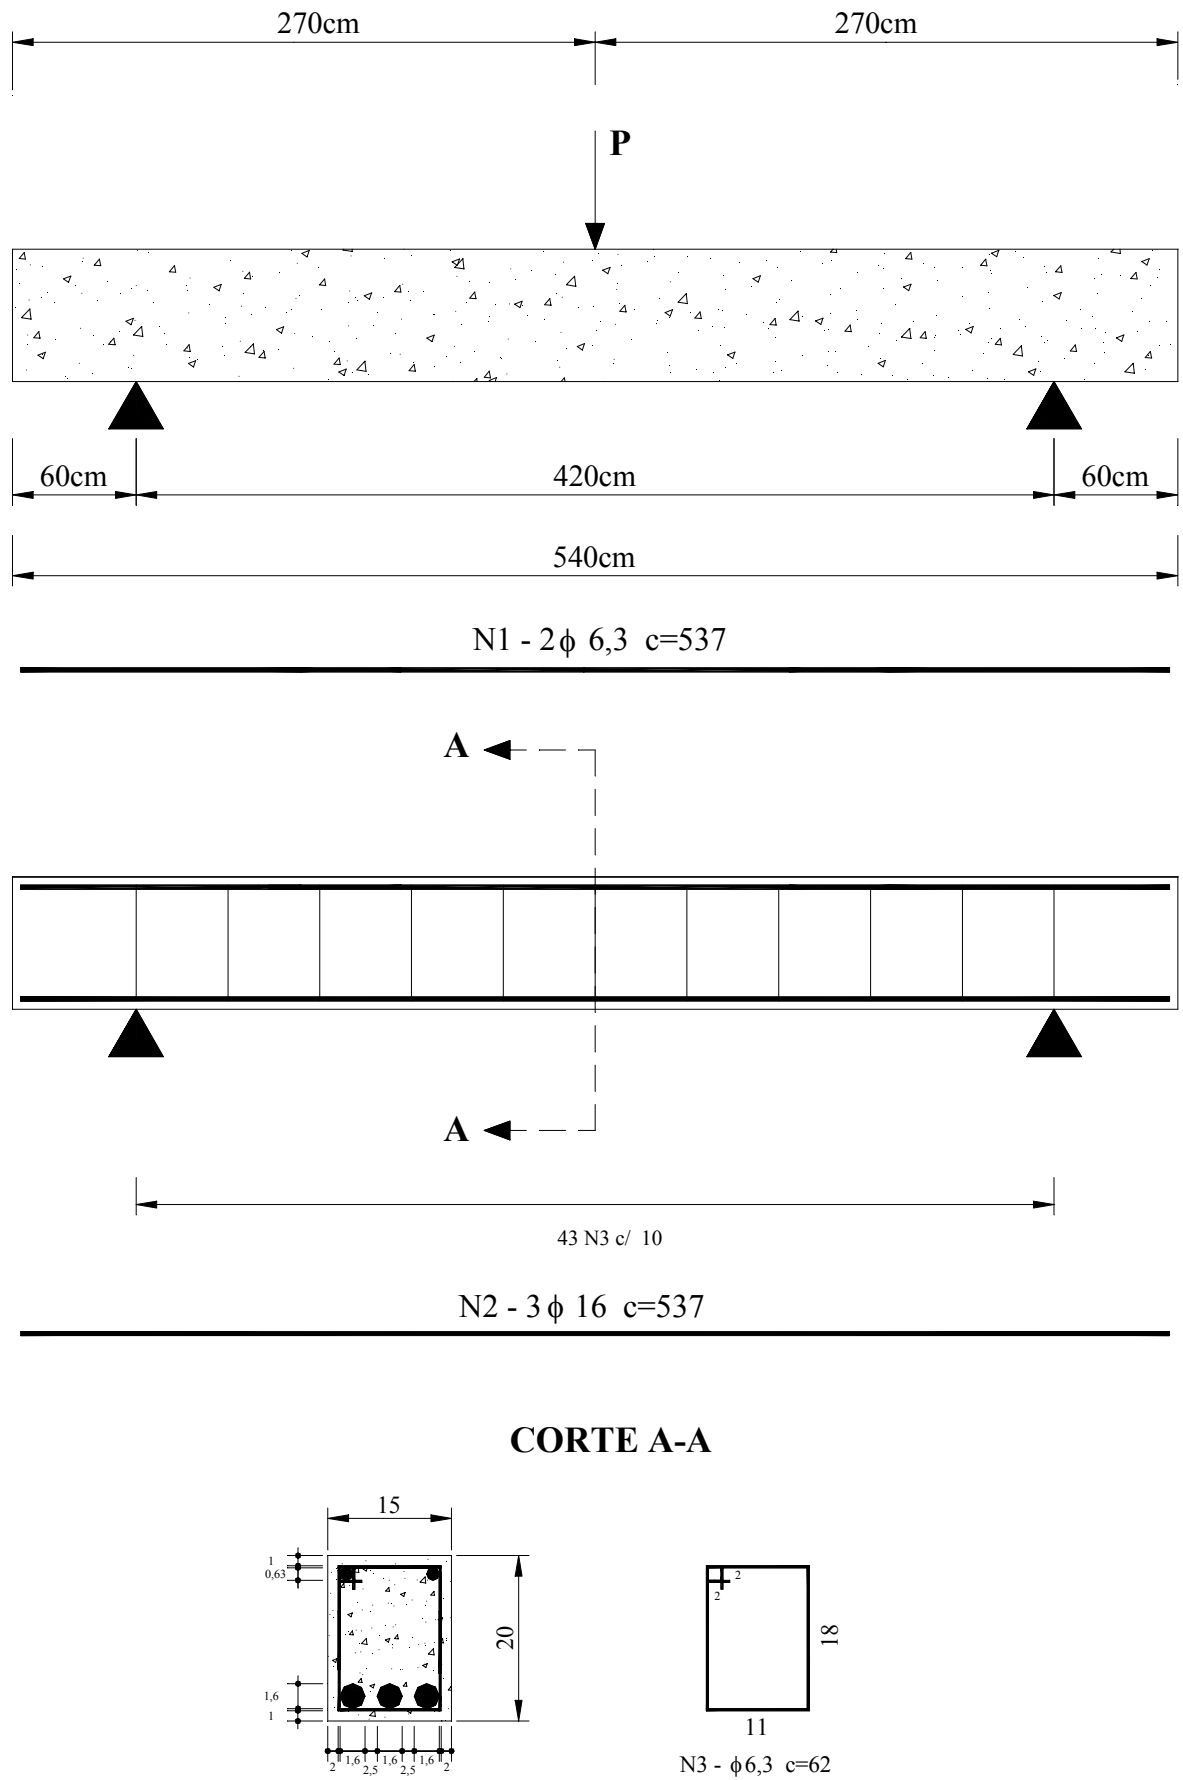 270cm 270cm
P
60cm 420cm 60cm
540cm
N1 - 2ϕ 6,3 c=537
A
A
43 N3 c/ 10
N2 - 3ϕ 16 c=537
CORTE A-A
15
1
0,63
20
1,6
1
2 1,6 2,5 1,6 2,5 1,6 2
2
2
18
11
N3 - ϕ6,3 c=62